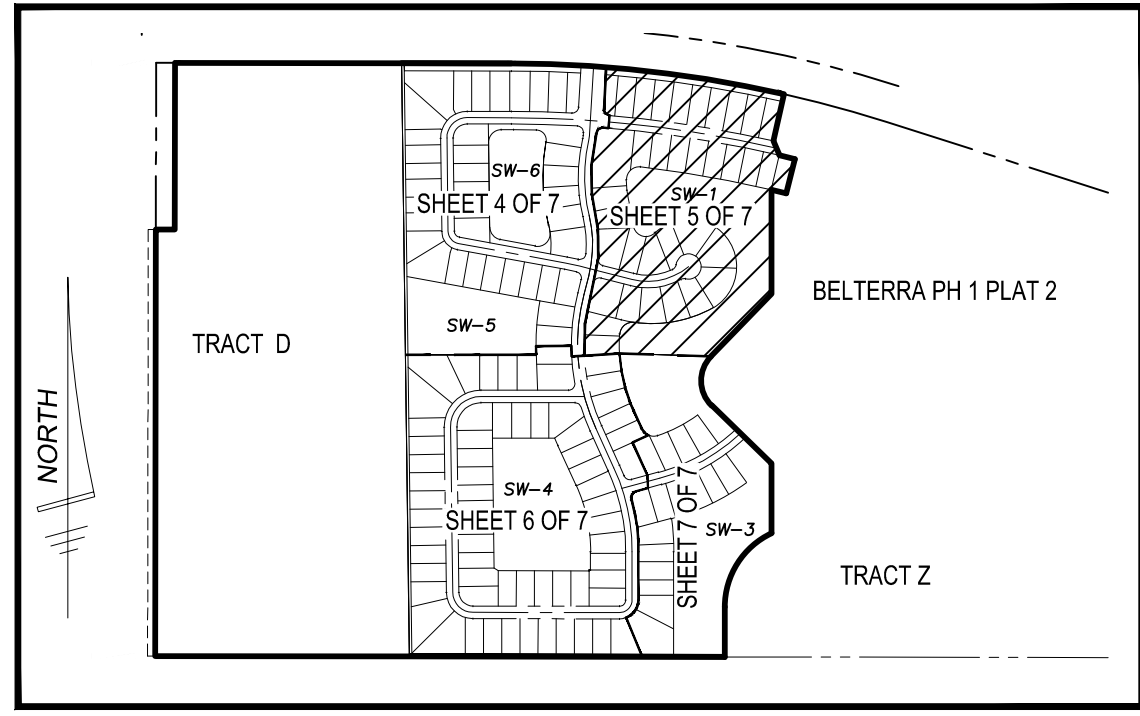 SW-6
SHEET 4 OF 7
SW-1
SHEET 5 OF 7
BELTERRA PH 1 PLAT 2
SW-5
TRACT D
NORTH
SW-4
SHEET 6 OF 7
SHEET 7 OF 7
SW-3
TRACT Z